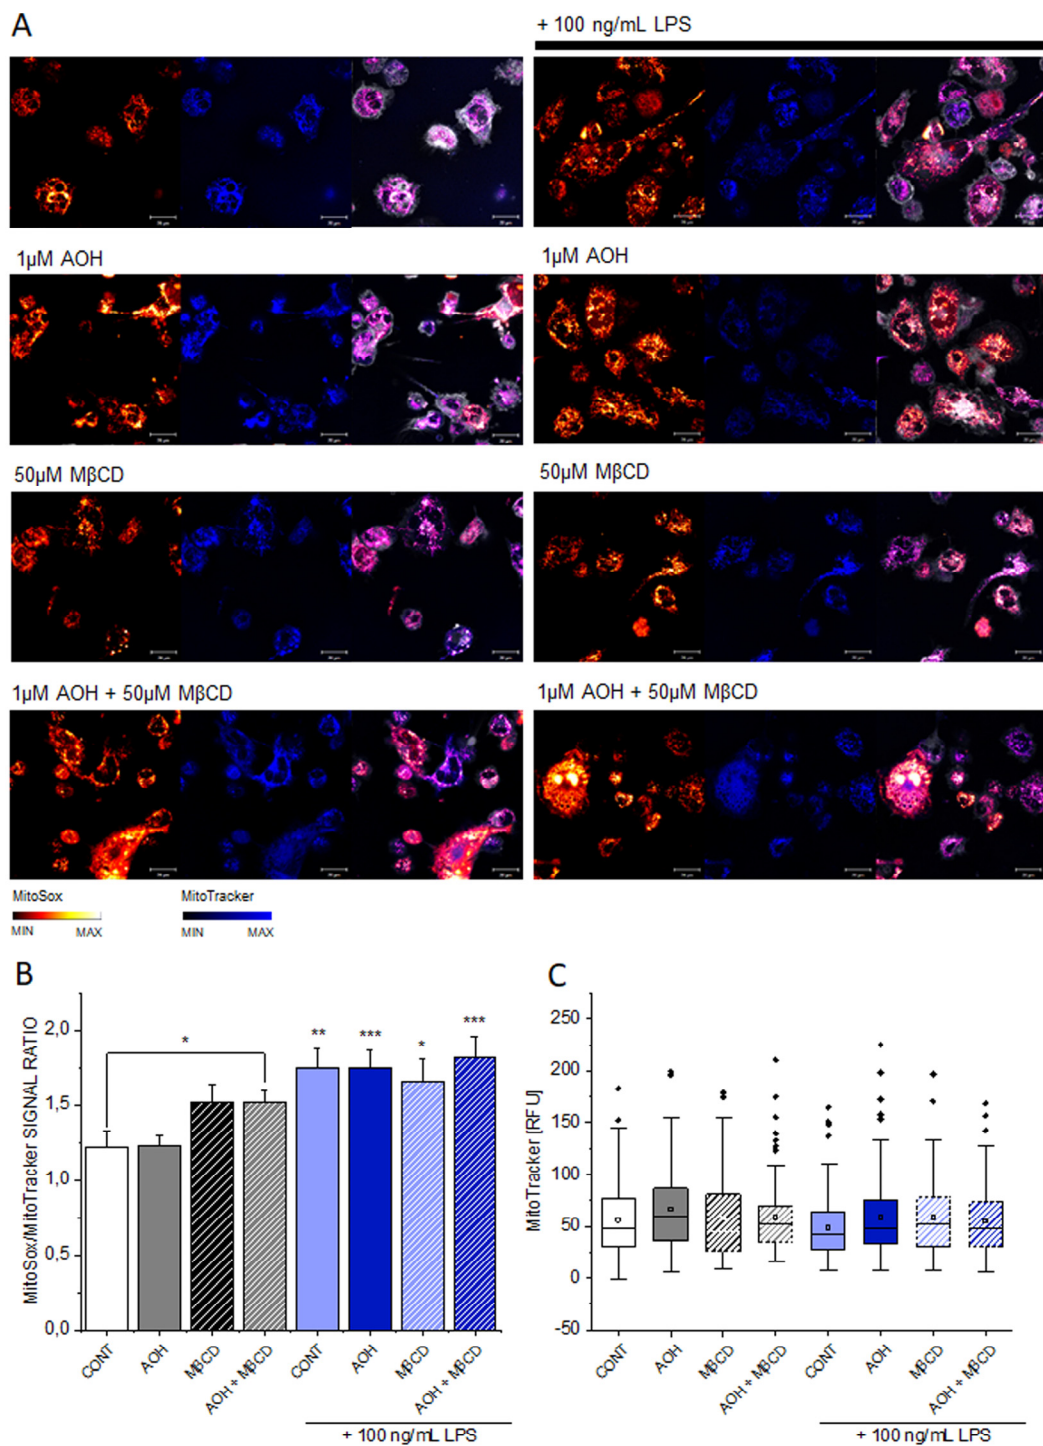 A
+ 100 ng/mL LPS
1µM AOH
1µM AOH
50µM MβCD
50µM MβCD
1µM AOH + 50µM MβCD
1µM AOH + 50µM MβCD
MitoSox
MitoTracker
MIN MAX
MIN MAX
B
MitoSox/MitoTracker SIGNAL RATIO
2,0
1,5
1,0
0,5
0,0
*
**
***
*
***
CONT
AOH
MβCD
AOH + MβCD
CONT
AOH
MβCD
AOH + MβCD
+ 100 ng/mL LPS
C
MitoTracker [RFU]
250
200
150
100
50
0
-50
CONT
AOH
MβCD
AOH + MβCD
CONT
AOH
MβCD
AOH + MβCD
+ 100 ng/mL LPS